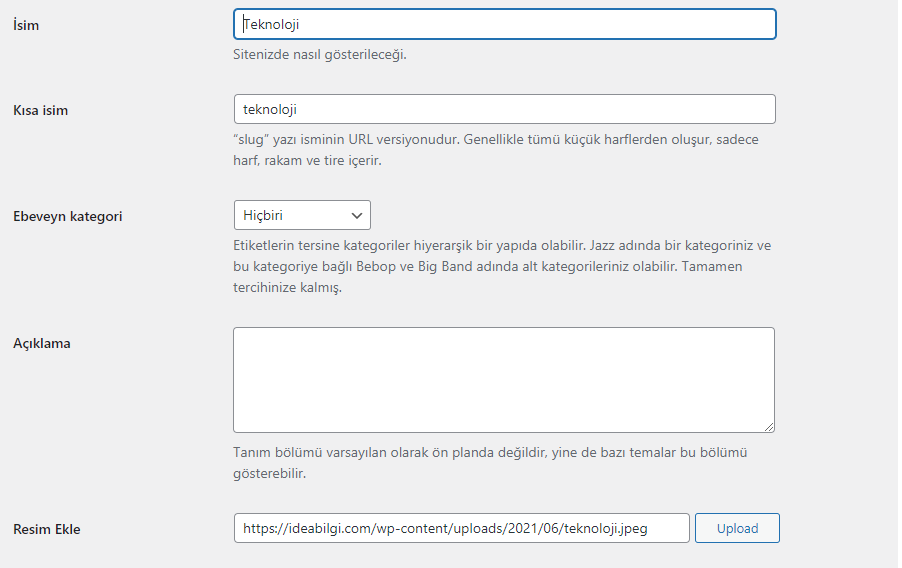 İsim
Teknoloji
Sitenizde nasıl gösterileceği.
Kısa isim
teknoloji
“slug” yazı isminin URL versiyonudur. Genellikle tümü küçük harflerden oluşur, sadece
harf, rakam ve tire içerir.
Ebeveyn kategori
Hiçbiri
Etiketlerin tersine kategoriler hiyerarşik bir yapıda olabilir. Jazz adında bir kategoriniz ve
bu kategoriye bağlı Bebop ve Big Band adında alt kategorileriniz olabilir. Tamamen
tercihinize kalmış.
Açıklama
Tanım bölümü varsayılan olarak ön planda değildir, yine de bazı temalar bu bölümü
gösterebilir.
Resim Ekle
https://ideabilgi.com/wp-content/uploads/2021/06/teknoloji.jpeg
Upload